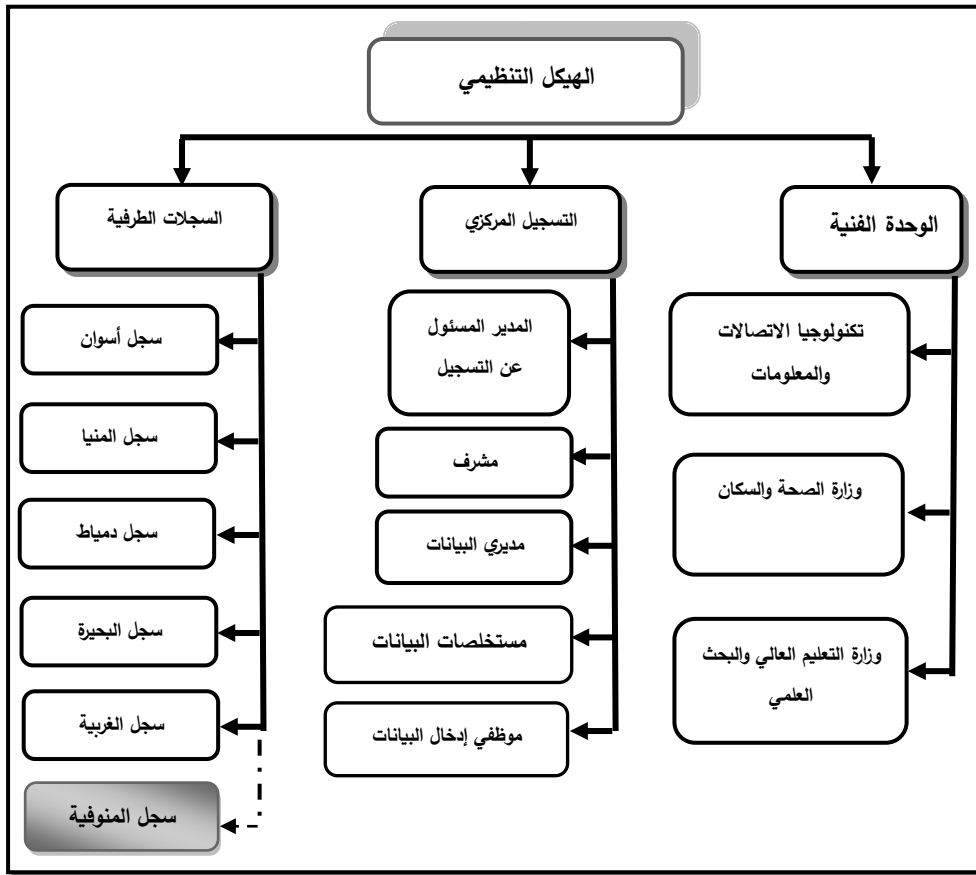 الهيكل التنظيمي
الوحدة الفنية
تكنولوجيا الاتصالات
والمعلومات
وزارة الصحة والسكان
وزارة التعليم العالي والبحث
العلمي
التسجيل المركزي
المدير المسئول
عن التسجيل
مشرف
مديري البيانات
مستخلصات البيانات
موظفي إدخال البيانات
السجلات الطرفية
سجل أسوان
سجل المنيا
سجل دمياط
سجل البحيرة
سجل الغربية
سجل المنوفية